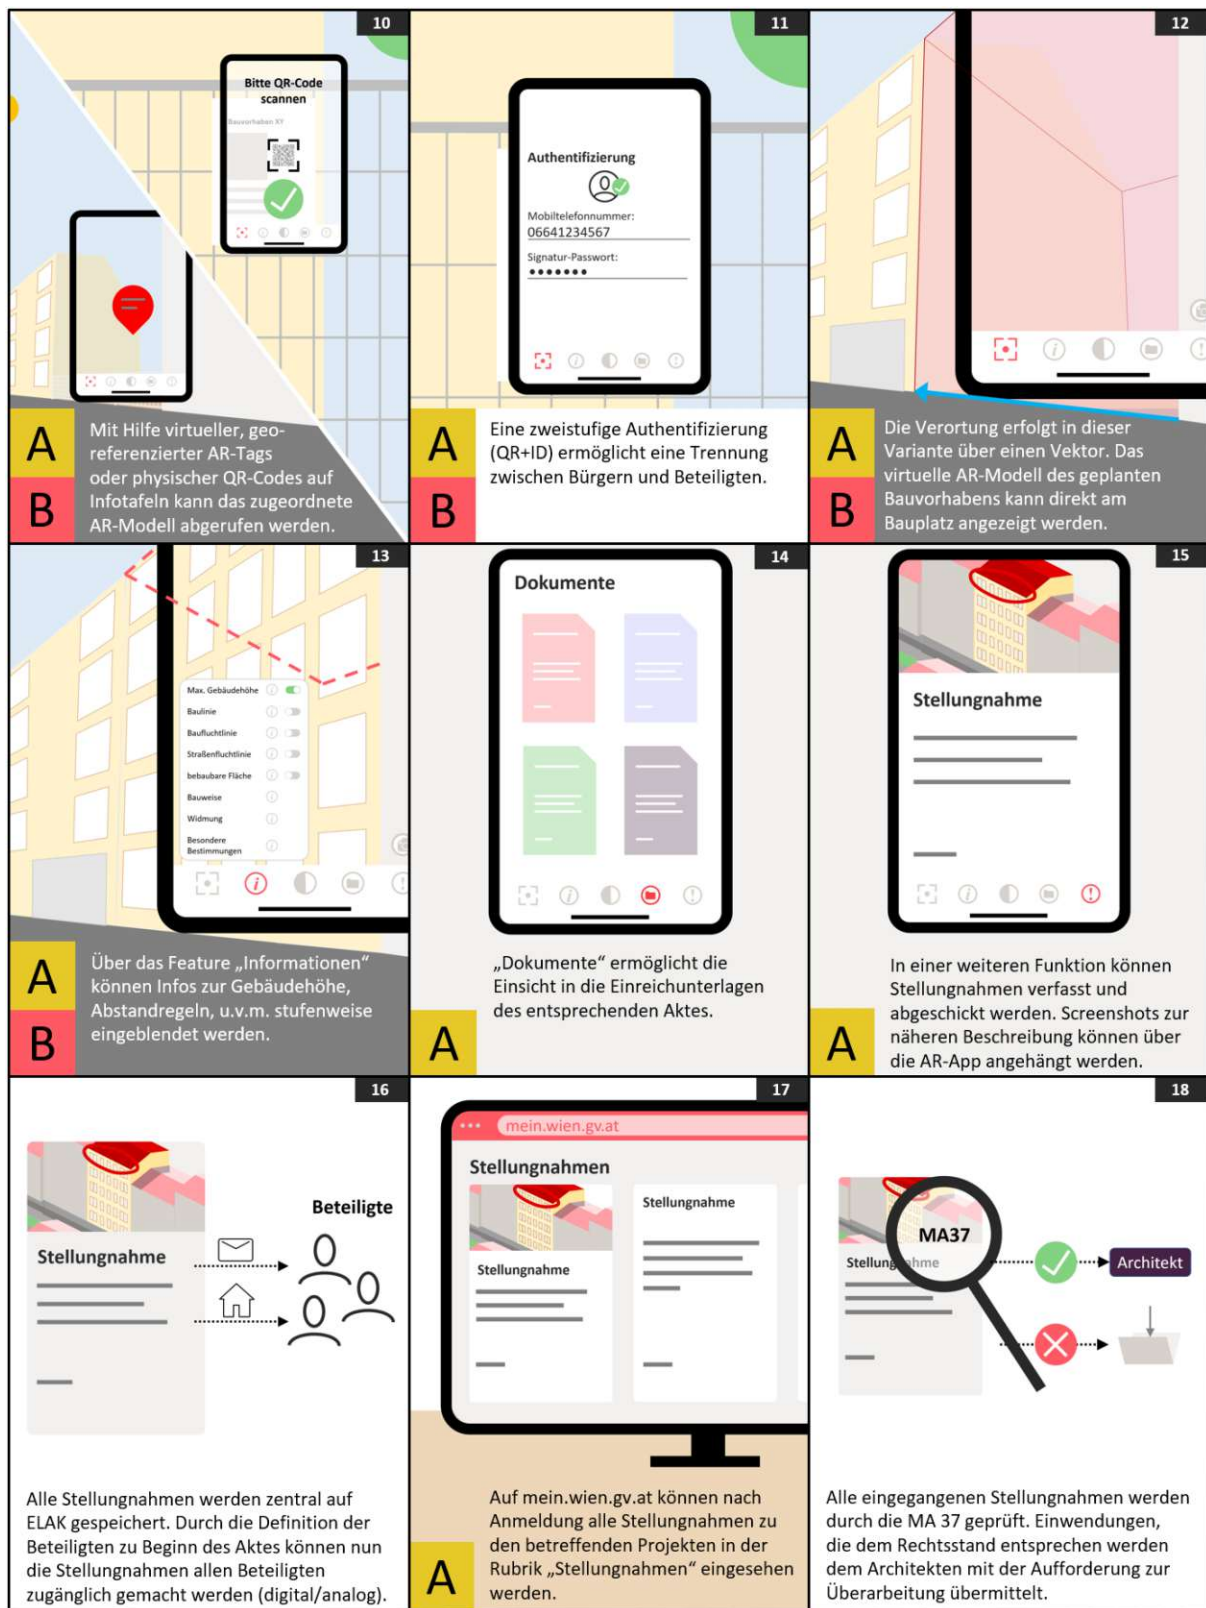 10
Bitte QR-Code
scannen
Bauvorhaben XY
A
B
Mit Hilfe virtueller, geo-
referenzierter AR-Tags
oder physischer QR-Codes auf
Infotafeln kann das zugeordnete
AR-Modell abgerufen werden.
11
Authentifizierung
Mobiltelefonnummer:
06641234567
Signatur-Passwort:
•••••••
A
B
Eine zweistufige Authentifizierung
(QR+ID) ermöglicht eine Trennung
zwischen Bürgern und Beteiligten.
12
A
B
Die Verortung erfolgt in dieser
Variante über einen Vektor. Das
virtuelle AR-Modell des geplanten
Bauvorhabens kann direkt am
Bauplatz angezeigt werden.
13
Max. Gebäudehöhe
Baulinie
Baufluchtlinie
Straßenfluchtlinie
bebaubare Fläche
Bauweise
Widmung
Besondere
Bestimmungen
A
B
Über das Feature „Informationen“
können Infos zur Gebäudehöhe,
Abstandregeln, u.v.m. stufenweise
eingeblendet werden.
14
Dokumente
A
„Dokumente“ ermöglicht die
Einsicht in die Einreichunterlagen
des entsprechenden Aktes.
15
Stellungnahme
A
In einer weiteren Funktion können
Stellungnahmen verfasst und
abgeschickt werden. Screenshots zur
näheren Beschreibung können über
die AR-App angehängt werden.
16
Stellungnahme
Beteiligte
Alle Stellungnahmen werden zentral auf
ELAK gespeichert. Durch die Definition der
Beteiligten zu Beginn des Aktes können nun
die Stellungnahmen allen Beteiligten
zugänglich gemacht werden (digital/analog).
17
mein.wien.gv.at
Stellungnahmen
Stellungnahme
Stellungnahme
A
Auf mein.wien.gv.at können nach
Anmeldung alle Stellungnahmen zu
den betreffenden Projekten in der
Rubrik „Stellungnahmen“ eingesehen
werden.
18
MA37
Stellungnahme
Architekt
Alle eingegangenen Stellungnahmen werden
durch die MA 37 geprüft. Einwendungen,
die dem Rechtsstand entsprechen werden
dem Architekten mit der Aufforderung zur
Überarbeitung übermittelt.